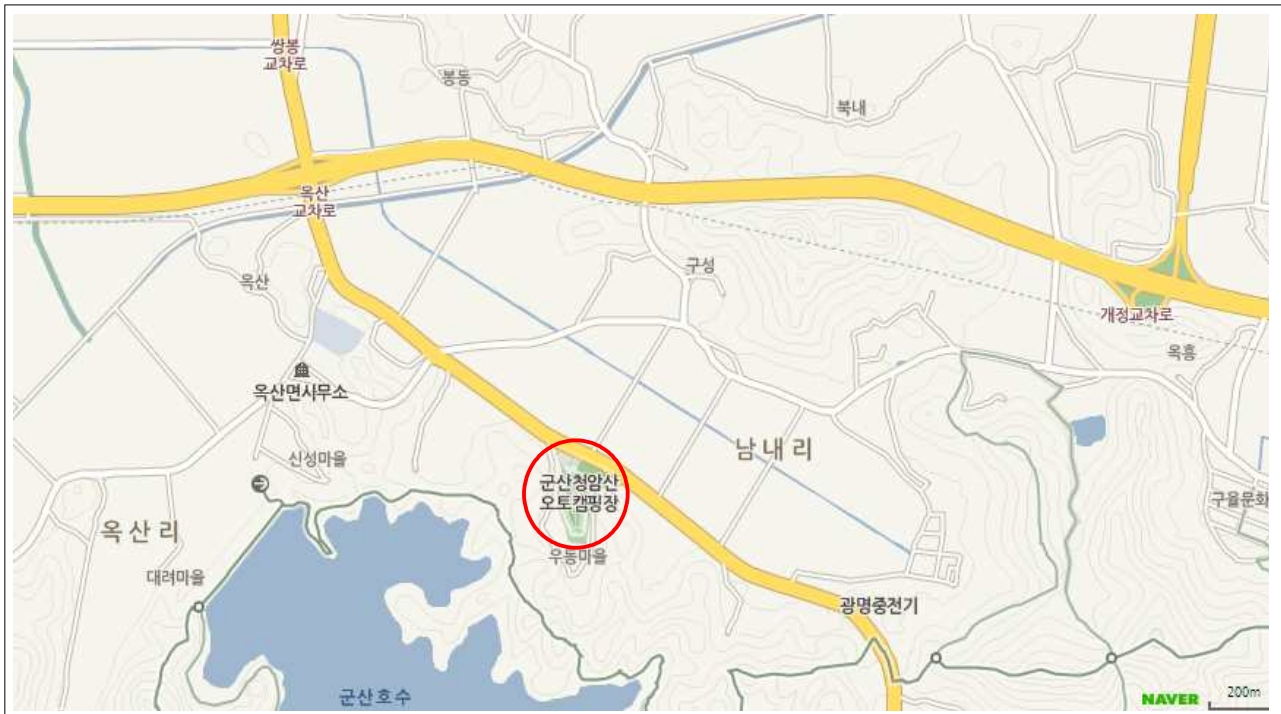 쌍봉
교차로
봉동
북내
옥산
교차로
구성
옥산
개정교차로
옥흥
옥산면사무소
남내리
신성마을
군산청암산
오토캠핑장
구율문화
옥산리
우동마을
대려마을
광명중전기
군산호수
NAVER
200m